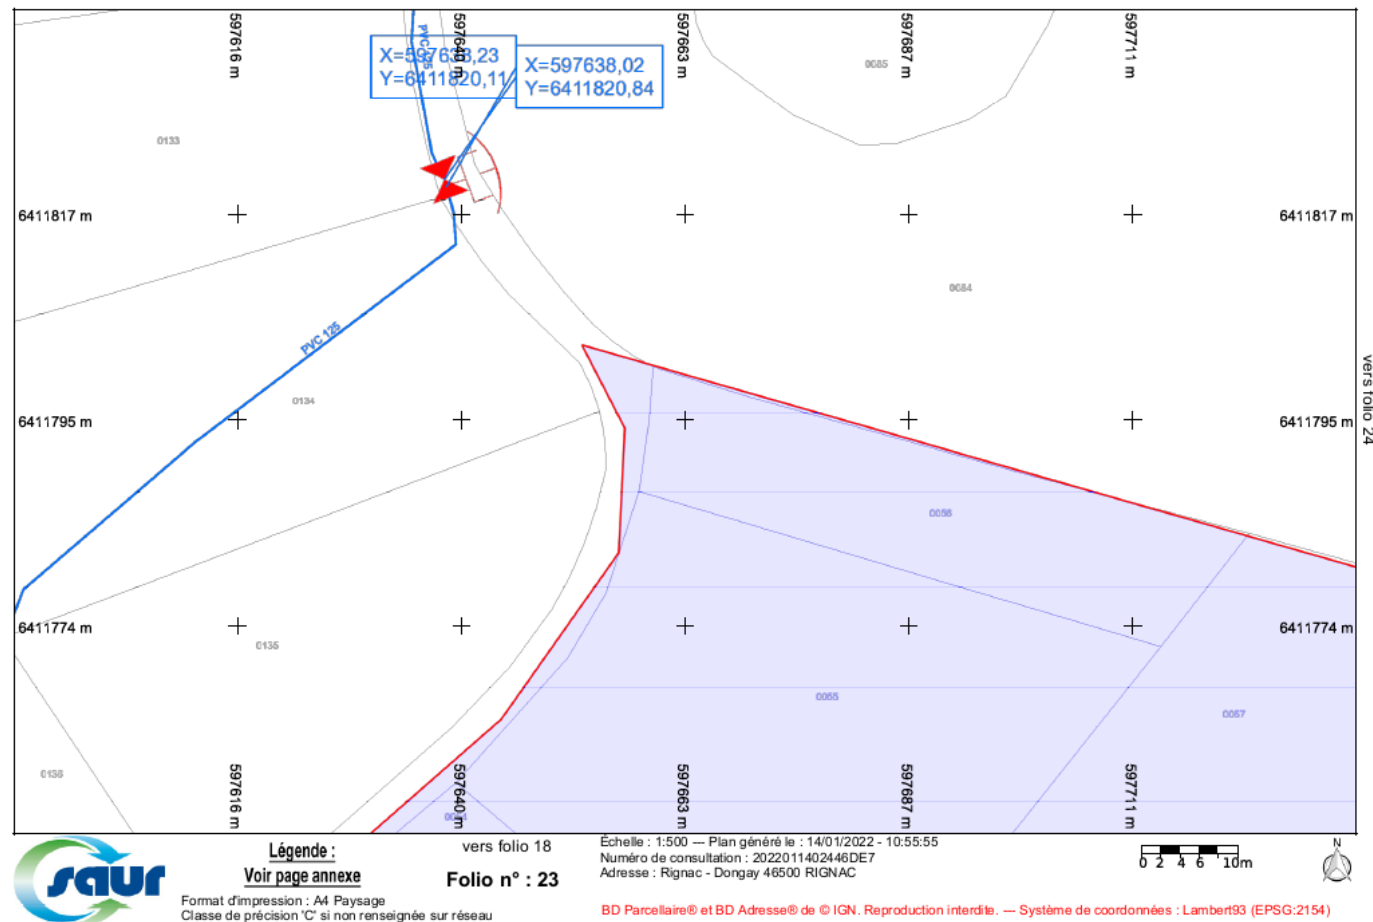 597616 m
597640 m
597663 m
597687 m
597711 m
PVC 125
X=597638,23
Y=6411820,11
X=597638,02
Y=6411820,84
0085
0133
6411817 m
6411817 m
0084
PVC 125
vers folio 24
0134
6411795 m
6411795 m
0056
6411774 m
6411774 m
0135
0055
0057
597616 m
597640 m
597663 m
597687 m
597711 m
saur
Légende :
Voir page annexe
Format d'impression : A4 Paysage
Classe de précision 'C' si non renseignée sur réseau
vers folio 18
Folio n° : 23
Échelle : 1:500 --- Plan généré le : 14/01/2022 - 10:55:55
Numéro de consultation : 2022011402446DE7
Adresse : Rignac - Dongay 46500 RIGNAC
BD Parcellaire® et BD Adresse® de © IGN. Reproduction interdite. --- Système de coordonnées : Lambert93 (EPSG:2154)
0 2 4 6 10m
N